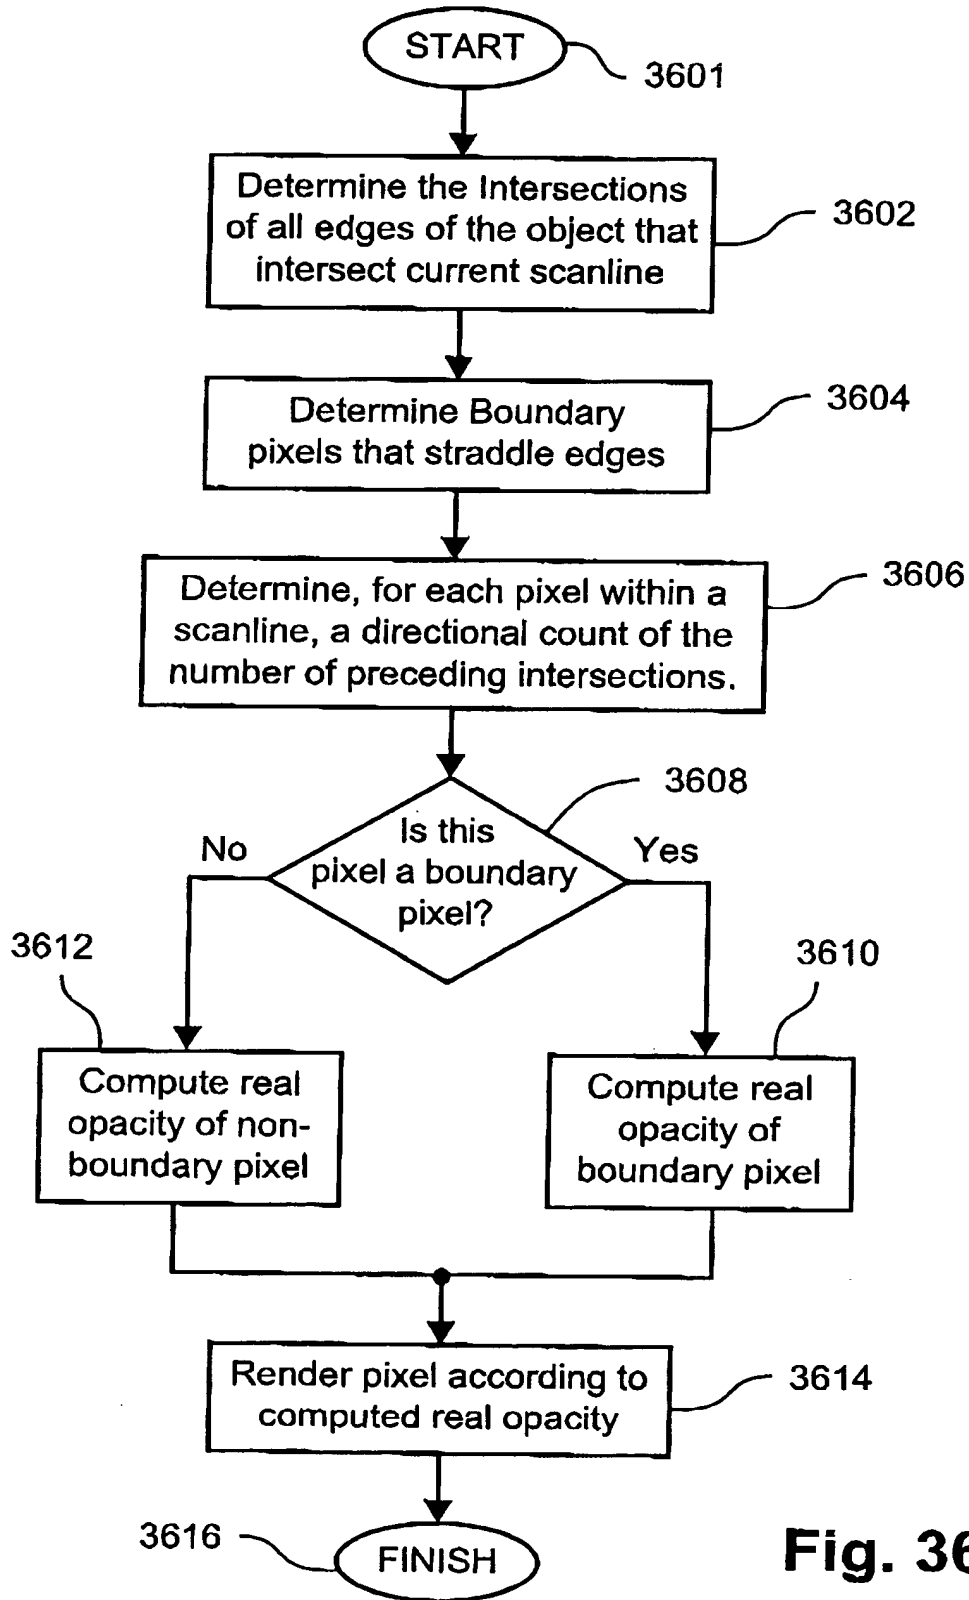 START
3601
Determine the Intersections
of all edges of the object that
intersect current scanline
3602
Determine Boundary
pixels that straddle edges
3604
Determine, for each pixel within a
scanline, a directional count of the
number of preceding intersections.
3606
Is this
pixel a boundary
pixel?
3608
No
Yes
3612
3610
Compute real
opacity of non-
boundary pixel
Compute real
opacity of
boundary pixel
Render pixel according to
computed real opacity
3614
3616
FINISH
Fig. 36